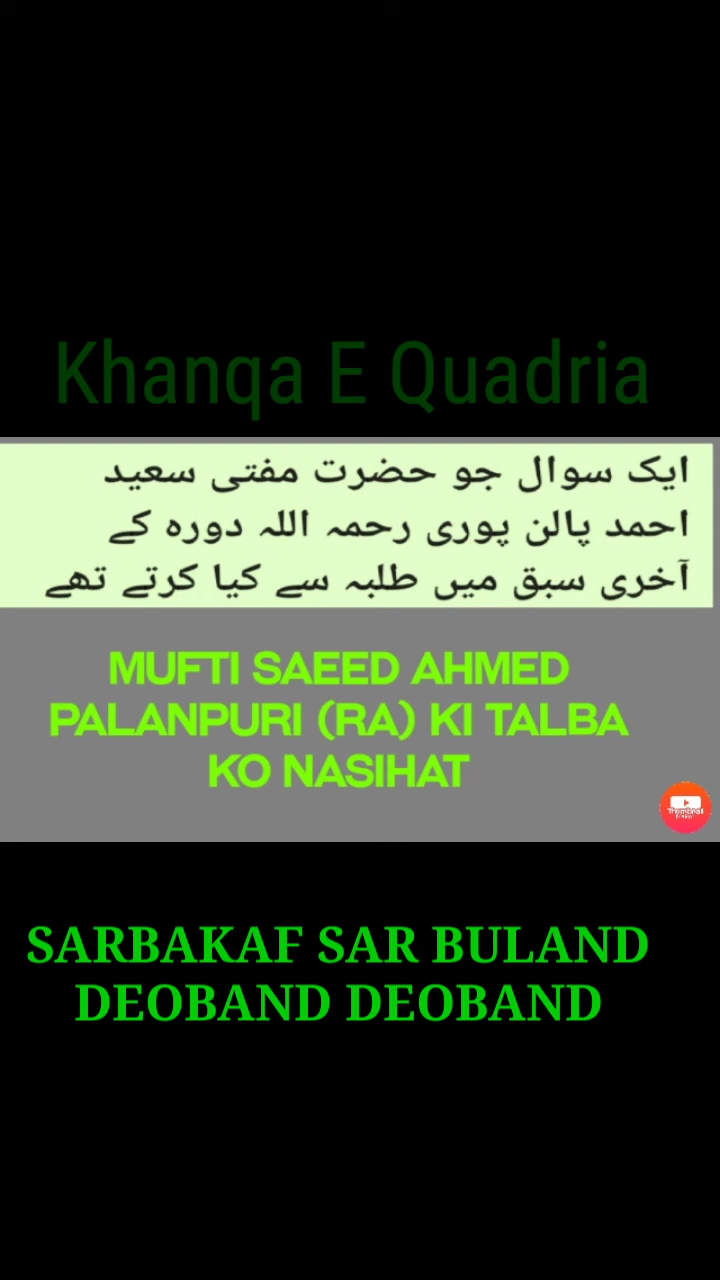 Khanqa E Quadria
ایک سوال جو حضرت مفتی سعید
احمد پالن پوری رحمہ اللہ دورہ کے
آخری سبق میں طلبہ سے کیا کرتے تھے
MUFTI SAEED AHMED
PALANPURI (RA) KI TALBA
KO NASIHAT
Thumbnail
SARBAKAF SAR BULAND
DEOBAND DEOBAND